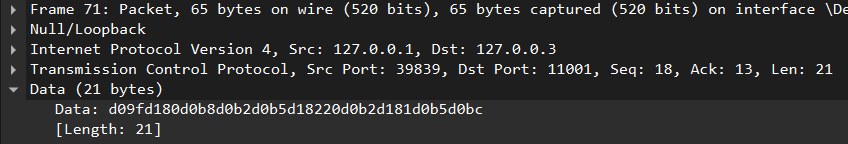 Frame 71: Packet, 65 bytes on wire (520 bits), 65 bytes captured (520 bits) on interface \De
Null/Loopback
Internet Protocol Version 4, Src: 127.0.0.1, Dst: 127.0.0.3
Transmission Control Protocol, Src Port: 39839, Dst Port: 11001, Seq: 18, Ack: 13, Len: 21
Data (21 bytes)
Data: d09fd180d0b8d0b2d0b5d18220d0b2d181d0b5d0bc
[Length: 21]